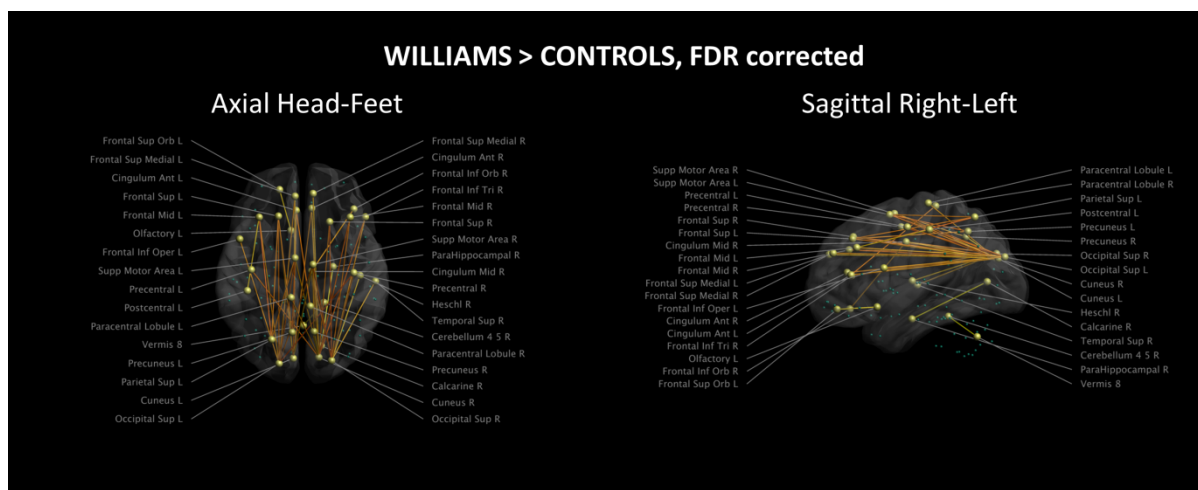 WILLIAMS > CONTROLS, FDR corrected
Axial Head-Feet
Frontal Sup Orb L
Frontal Sup Medial L
Cingulum Ant L
Frontal Sup L
Frontal Mid L
Olfactory L
Frontal Inf Oper L
Supp Motor Area L
Precentral L
Postcentral L
Paracentral Lobule L
Vermis 8
Precuneus L
Parietal Sup L
Cuneus L
Occipital Sup L
Frontal Sup Medial R
Cingulum Ant R
Frontal Inf Orb R
Frontal Inf Tri R
Frontal Mid R
Frontal Sup R
Supp Motor Area R
ParaHippocampal R
Cingulum Mid R
Precentral R
Heschl R
Temporal Sup R
Cerebellum 4 5 R
Paracentral Lobule R
Precuneus R
Calcarine R
Cuneus R
Occipital Sup R
Sagittal Right-Left
Supp Motor Area R
Supp Motor Area L
Precentral L
Precentral R
Frontal Sup R
Frontal Sup L
Cingulum Mid R
Frontal Mid L
Frontal Mid R
Frontal Sup Medial L
Frontal Sup Medial R
Frontal Inf Oper L
Cingulum Ant R
Cingulum Ant L
Frontal Inf Tri R
Olfactory L
Frontal Inf Orb R
Frontal Sup Orb L
Paracentral Lobule L
Paracentral Lobule R
Parietal Sup L
Postcentral L
Precuneus L
Precuneus R
Occipital Sup R
Occipital Sup L
Cuneus R
Cuneus L
Heschl R
Calcarine R
Temporal Sup R
Cerebellum 4 5 R
ParaHippocampal R
Vermis 8